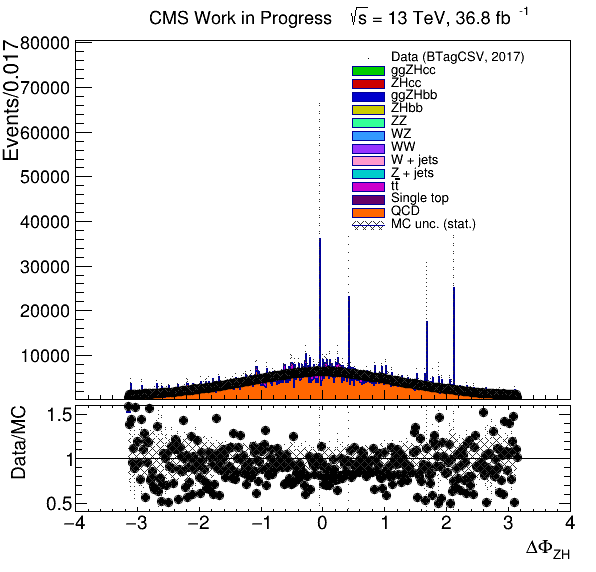 CMS Work in Progress √s = 13 TeV, 36.8 fb⁻¹
Events/0.017
80000
70000
60000
50000
40000
30000
20000
10000
Data (BTagCSV, 2017)
ggZHcc
ZHcc
ggZHbb
ZHbb
ZZ
WZ
WW
W + jets
Z + jets
tt̅
Single top
QCD
MC unc. (stat.)
Data/MC
1.5
1
0.5
−4 −3 −2 −1 0 1 2 3 4
ΔΦ_ZH